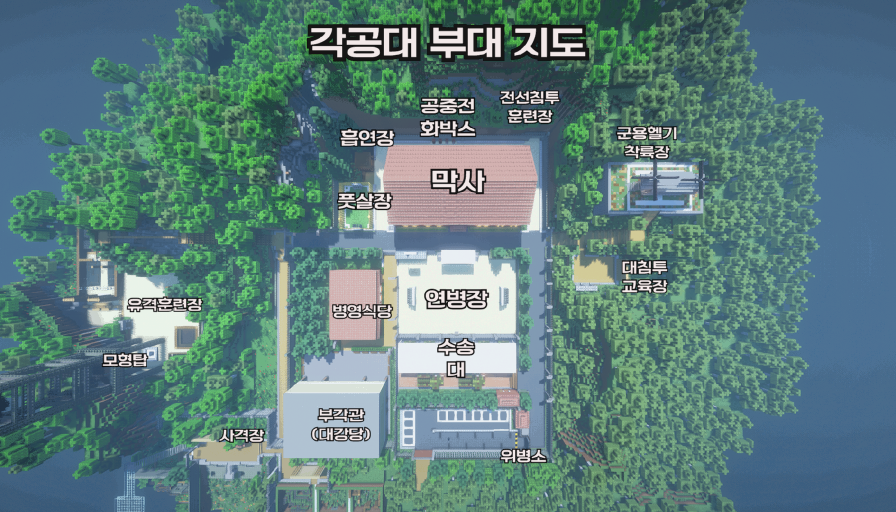 각공대 부대 지도
전선침투
훈련장
공중전
화박스
흡연장
군용헬기
착륙장
막사
풋살장
대침투
교육장
유격훈련장
병영식당
연병장
모형탑
수송
대
부각관
(대강당)
사격장
위병소